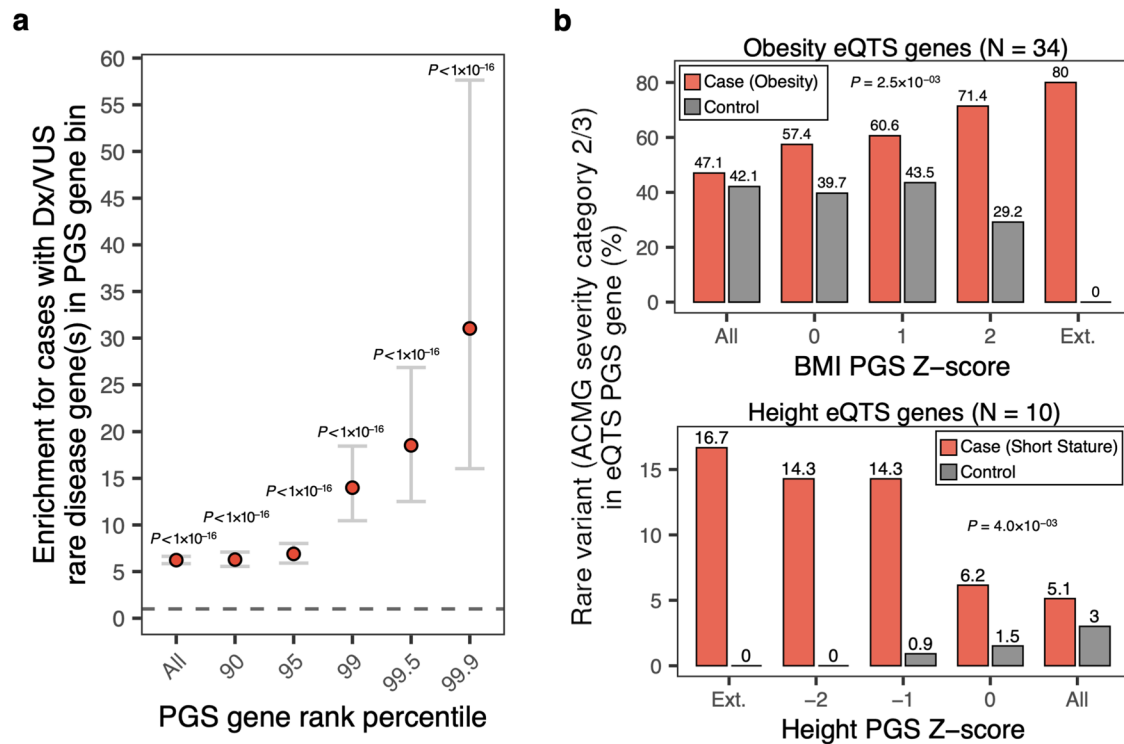 a
Enrichment for cases with Dx/VUS
rare disease gene(s) in PGS gene bin
60
55
50
45
40
35
30
25
20
15
10
5
0
P<1×10−16
P<1×10−16
P<1×10−16
P<1×10−16
P<1×10−16
P<1×10−16
All
90
95
99
99.5
99.9
PGS gene rank percentile
b
Rare variant (ACMG severity category 2/3)
in eQTS PGS gene (%)
Obesity eQTS genes (N = 34)
Case (Obesity)
Control
P = 2.5×10−03
80
60
40
20
0
47.1
42.1
57.4
39.7
60.6
43.5
71.4
29.2
80
0
All
0
1
2
Ext.
BMI PGS Z−score
Height eQTS genes (N = 10)
Case (Short Stature)
Control
P = 4.0×10−03
15
10
5
0
16.7
0
14.3
0
14.3
0.9
6.2
1.5
5.1
3
Ext.
−2
−1
0
All
Height PGS Z−score